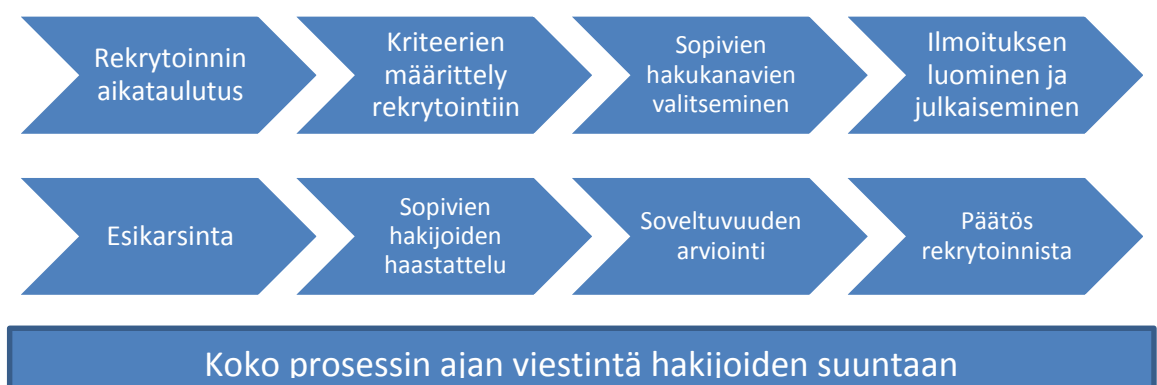 Rekrytoinnin
aikataulutus
Kriteerien
määrittely
rekrytointiin
Sopivien
hakukanavien
valitseminen
Ilmoituksen
luominen ja
julkaiseminen
Esikarsinta
Sopivien
hakijoiden
haastattelu
Soveltuvuuden
arviointi
Päätös
rekrytoinnista
Koko prosessin ajan viestintä hakijoiden suuntaan